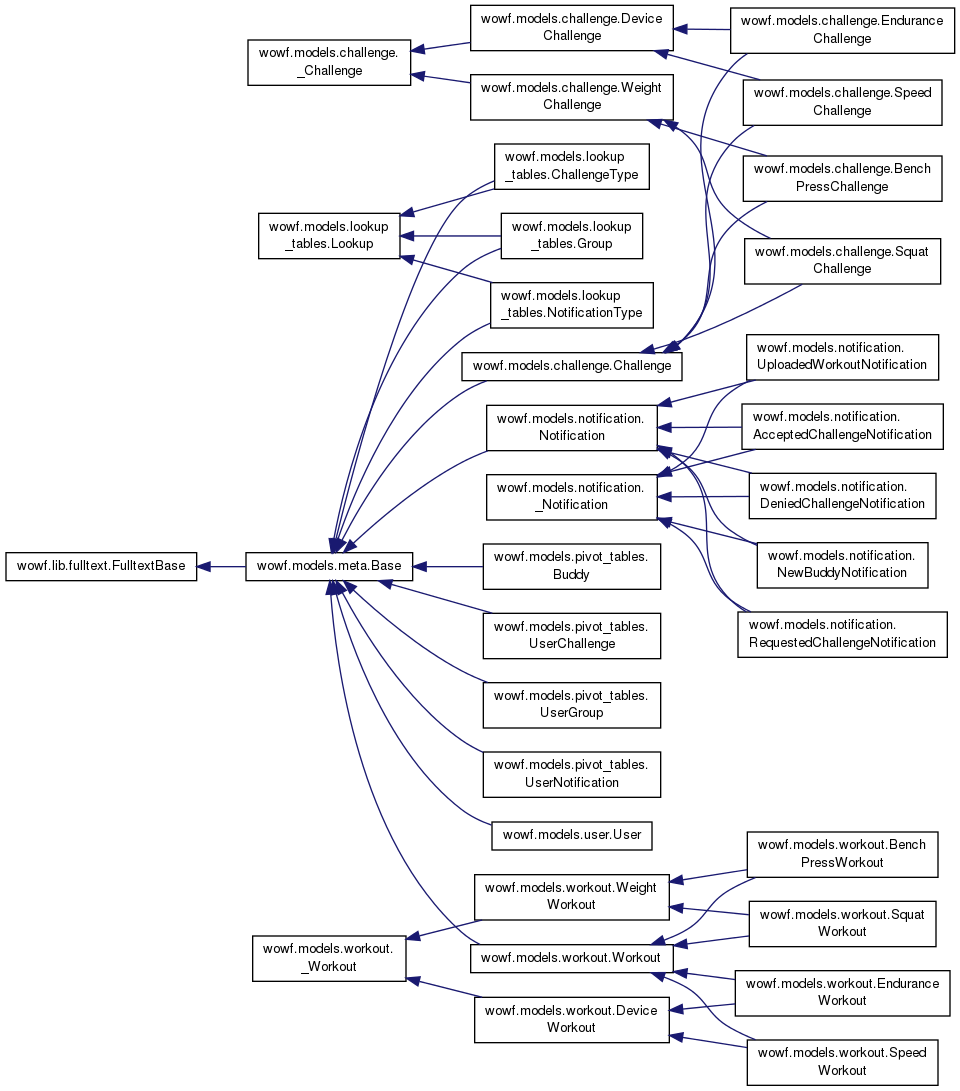 wowf.models.challenge.Device
Challenge
wowf.models.challenge.Endurance
Challenge
wowf.models.challenge.
_Challenge
wowf.models.challenge.Weight
Challenge
wowf.models.challenge.Speed
Challenge
wowf.models.lookup
_tables.ChallengeType
wowf.models.challenge.Bench
PressChallenge
wowf.models.lookup
_tables.Lookup
wowf.models.lookup
_tables.Group
wowf.models.challenge.Squat
Challenge
wowf.models.lookup
_tables.NotificationType
wowf.models.challenge.Challenge
wowf.models.notification.
UploadedWorkoutNotification
wowf.models.notification.
Notification
wowf.models.notification.
AcceptedChallengeNotification
wowf.models.notification.
_Notification
wowf.models.notification.
DeniedChallengeNotification
wowf.lib.fulltext.FulltextBase
wowf.models.meta.Base
wowf.models.pivot_tables.
Buddy
wowf.models.notification.
NewBuddyNotification
wowf.models.pivot_tables.
UserChallenge
wowf.models.notification.
RequestedChallengeNotification
wowf.models.pivot_tables.
UserGroup
wowf.models.pivot_tables.
UserNotification
wowf.models.user.User
wowf.models.workout.Bench
PressWorkout
wowf.models.workout.Weight
Workout
wowf.models.workout.Squat
Workout
wowf.models.workout.
_Workout
wowf.models.workout.Workout
wowf.models.workout.Endurance
Workout
wowf.models.workout.Device
Workout
wowf.models.workout.Speed
Workout